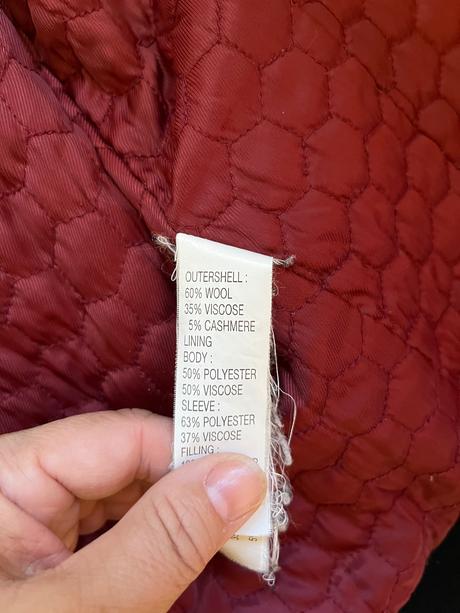 OUTERSHELL :
60% WOOL
35% VISCOSE
5% CASHMERE
LINING
BODY :
50% POLYESTER
50% VISCOSE
SLEEVE :
63% POLYESTER
37% VISCOSE
FILLING :